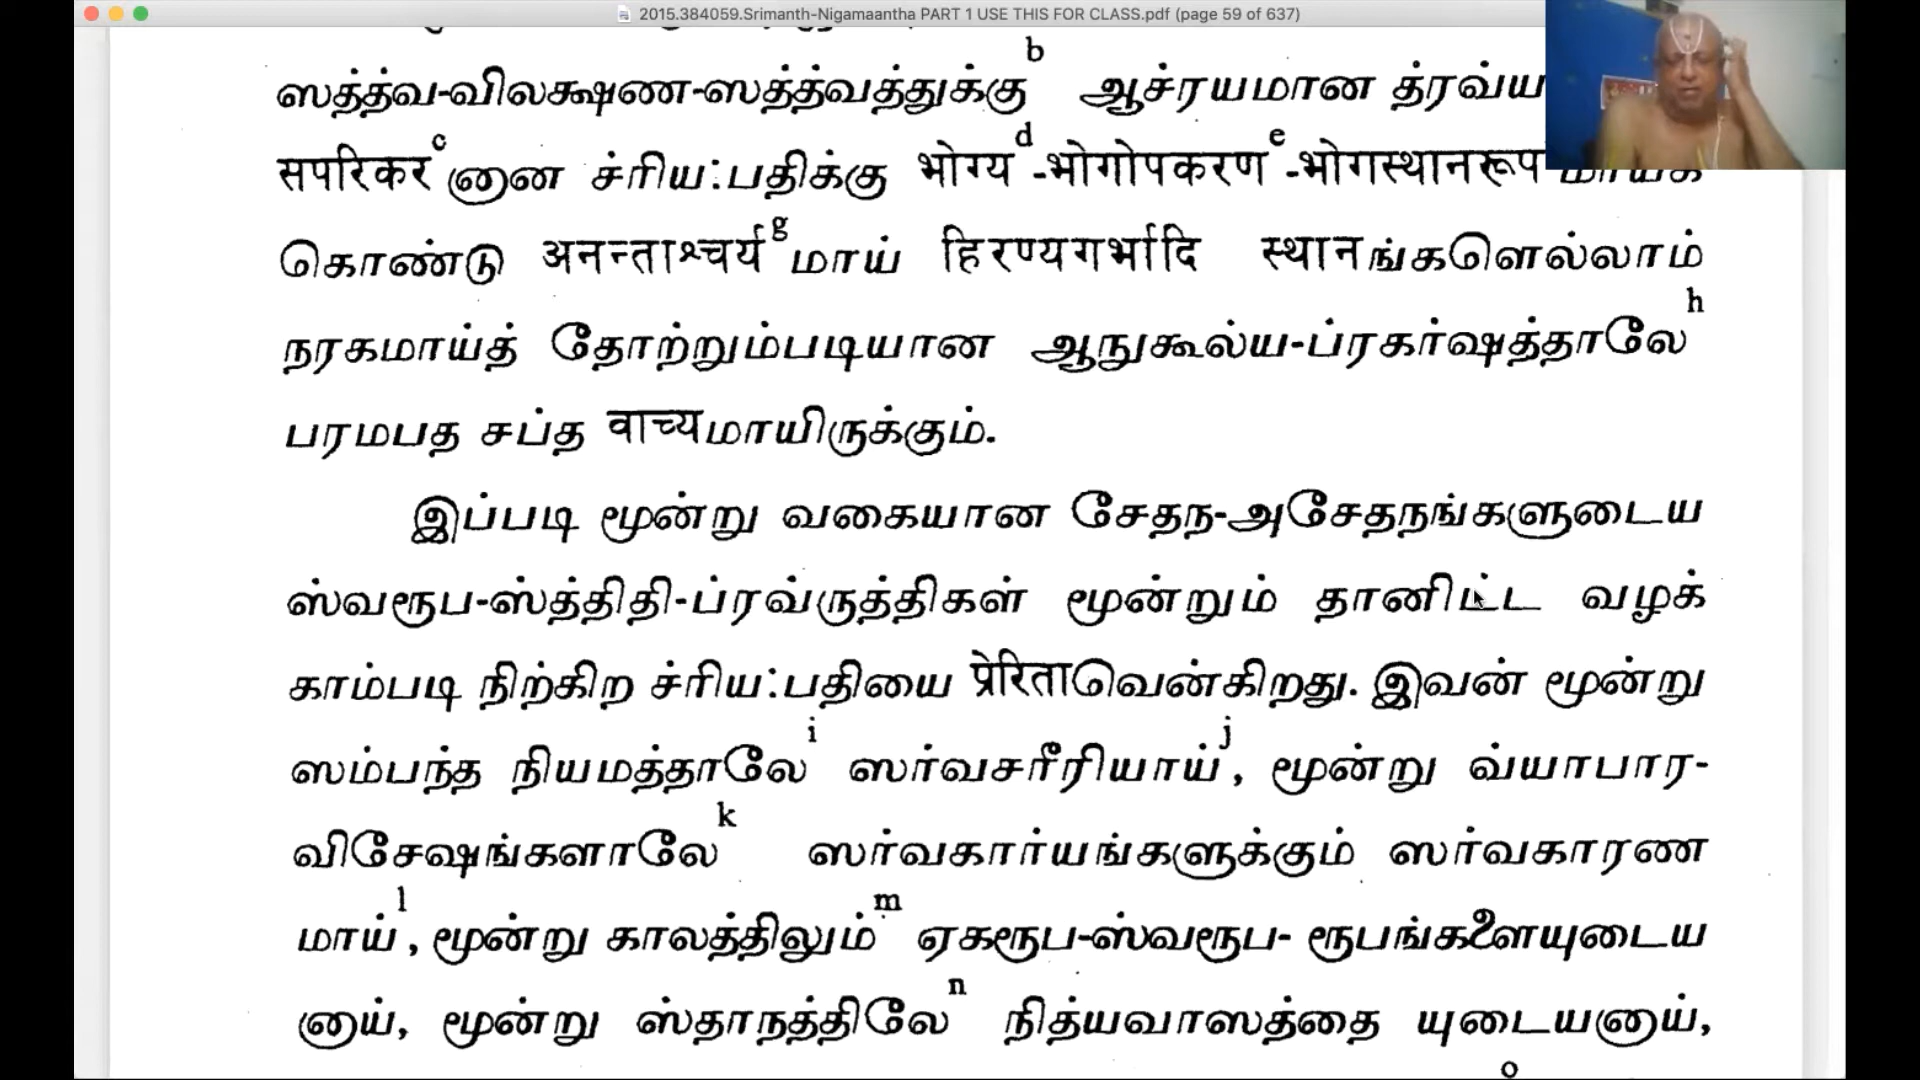 2015.384059.Srimanth-Nigamaantha PART 1 USE THIS FOR CLASS.pdf (page 59 of 637)
b
ஸத்த்வ-விலக்ஷண-ஸத்த்வத்துக்கு ஆச்ரயமான த்ரவ்ய
c d e
सपरिकरனான ச்ரிய:பதிக்கு भोग्य-भोगोपकरण-भोगस्थानरूप மாய்க்
g
கொண்டு अनन्ताश्चर्यமாய் हिरण्यगर्भादि स्थानங்களெல்லாம்
h
நரகமாய்த் தோற்றும்படியான ஆநுகூல்ய-ப்ரகர்ஷத்தாலே
பரமபத சப்த वाच्यமாயிருக்கும்.
இப்படி மூன்று வகையான சேதந-அசேதநங்களுடைய
ஸ்வரூப-ஸ்த்திதி-ப்ரவ்ருத்திகள் மூன்றும் தானிட்ட வழக்
காம்படி நிற்கிற ச்ரிய:பதியை प्रेरिताவென்கிறது. இவன் மூன்று
i j
ஸம்பந்த நியமத்தாலே ஸர்வசரீரியாய், மூன்று வ்யாபார-
k
விசேஷங்களாலே ஸர்வகார்யங்களுக்கும் ஸர்வகாரண
l m
மாய், மூன்று காலத்திலும் ஏகரூப-ஸ்வரூப- ரூபங்களையுடைய
n
னாய், மூன்று ஸ்தாநத்திலே நித்யவாஸத்தை யுடையனாய்,
o